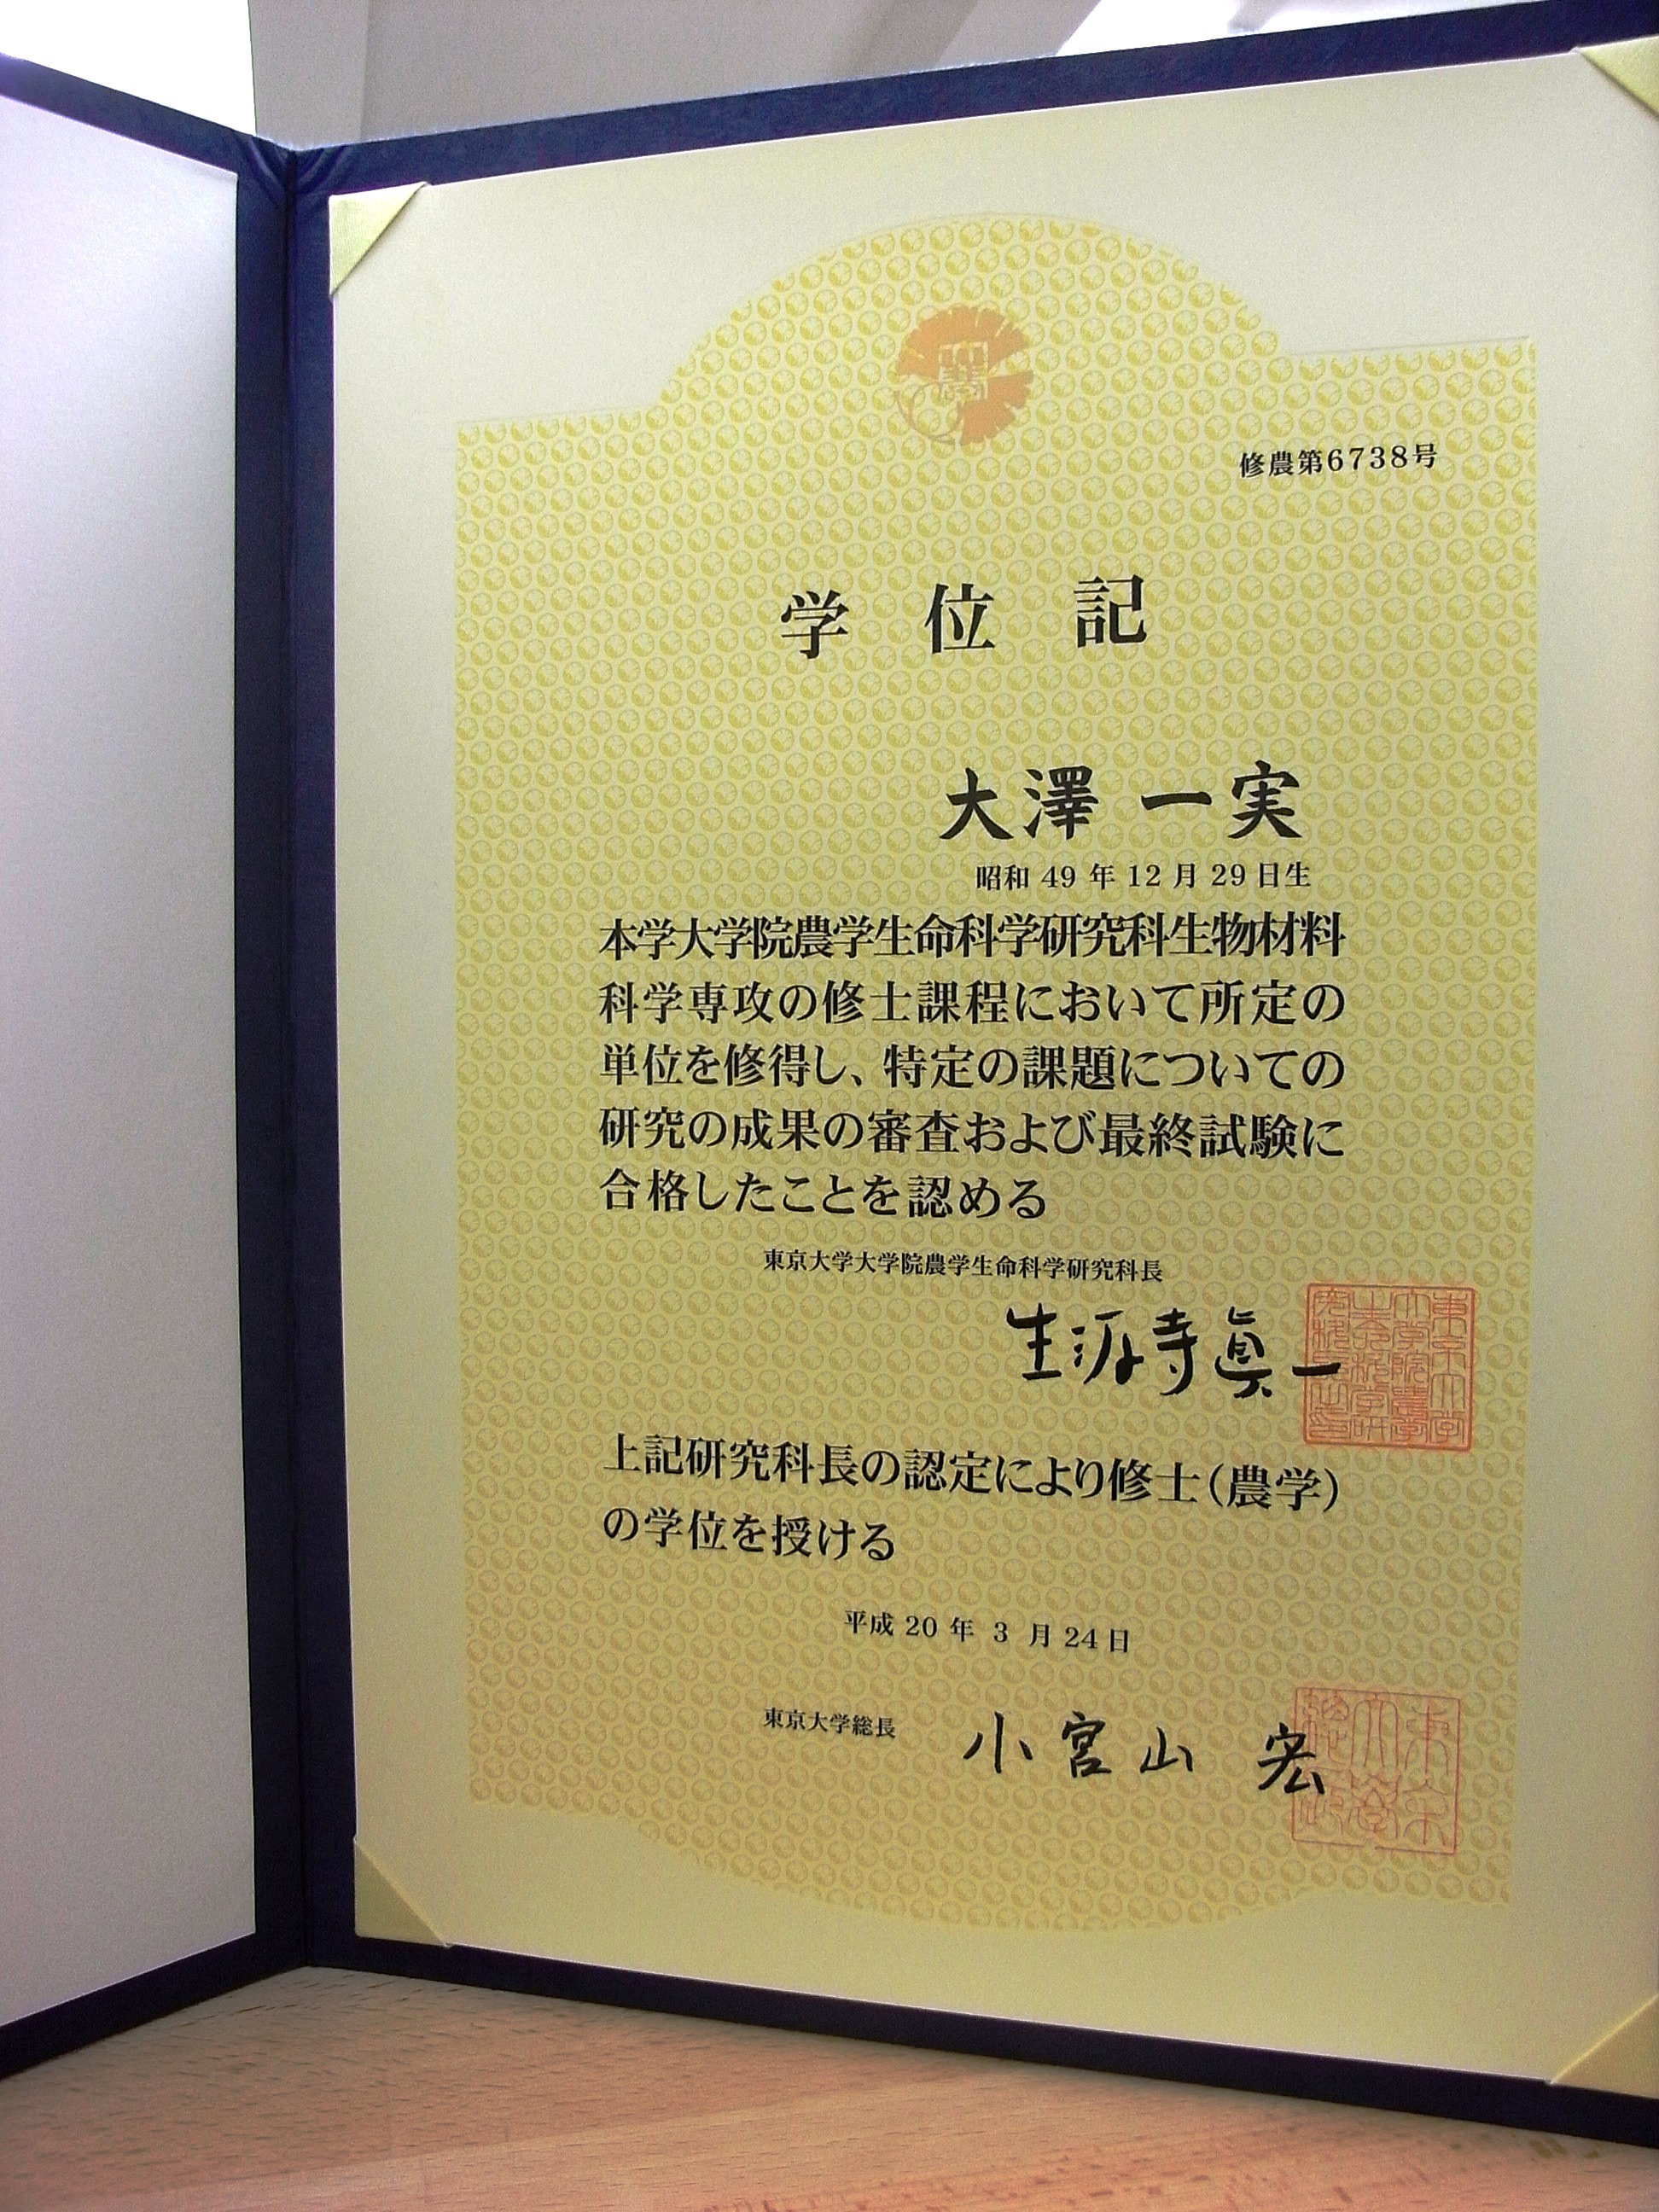 修農第6738号
学位記
大澤 一実
昭和 49 年 12 月 29 日生
本学大学院農学生命科学研究科生物材料
科学専攻の修士課程において所定の
単位を修得し、特定の課題についての
研究の成果の審査および最終試験に
合格したことを認める
東京大学大学院農学生命科学研究科長
生源寺眞一
上記研究科長の認定により修士(農学)
の学位を授ける
平成 20 年 3 月 24 日
東京大学総長
小宮山 宏